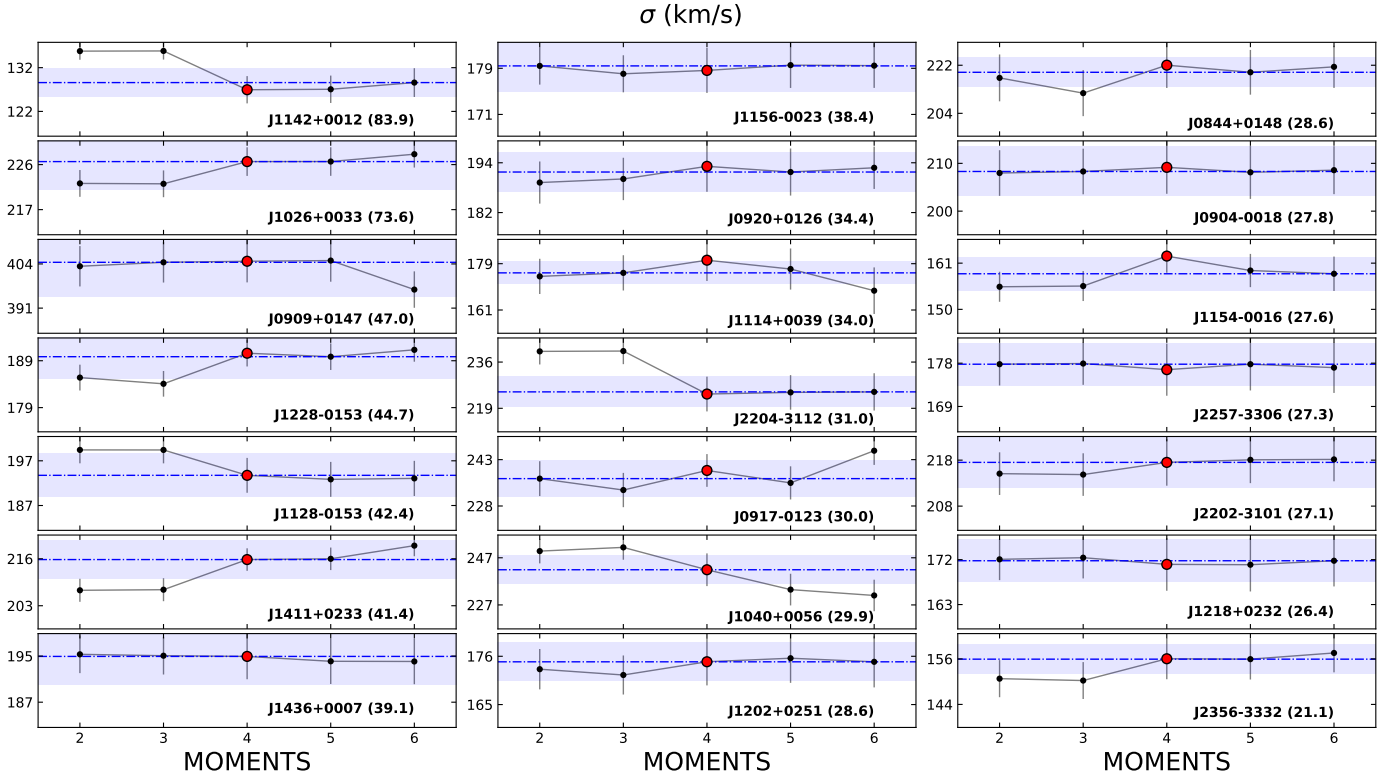 σ (km/s)
132
122
J1142+0012 (83.9)
226
217
J1026+0033 (73.6)
404
391
J0909+0147 (47.0)
189
179
J1228-0153 (44.7)
197
187
J1128-0153 (42.4)
216
203
J1411+0233 (41.4)
195
187
J1436+0007 (39.1)
2 3 4 5 6
MOMENTS
179
171
J1156-0023 (38.4)
194
182
J0920+0126 (34.4)
179
161
J1114+0039 (34.0)
236
219
J2204-3112 (31.0)
243
228
J0917-0123 (30.0)
247
227
J1040+0056 (29.9)
176
165
J1202+0251 (28.6)
2 3 4 5 6
MOMENTS
222
204
J0844+0148 (28.6)
210
200
J0904-0018 (27.8)
161
150
J1154-0016 (27.6)
178
169
J2257-3306 (27.3)
218
208
J2202-3101 (27.1)
172
163
J1218+0232 (26.4)
156
144
J2356-3332 (21.1)
2 3 4 5 6
MOMENTS